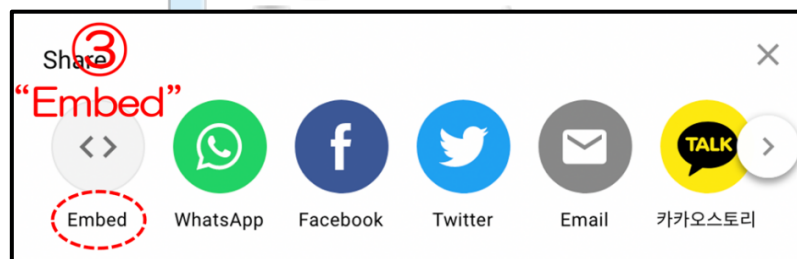 Share
③
“Embed”
< >
f
TALK
>
Embed WhatsApp Facebook Twitter Email 카카오스토리